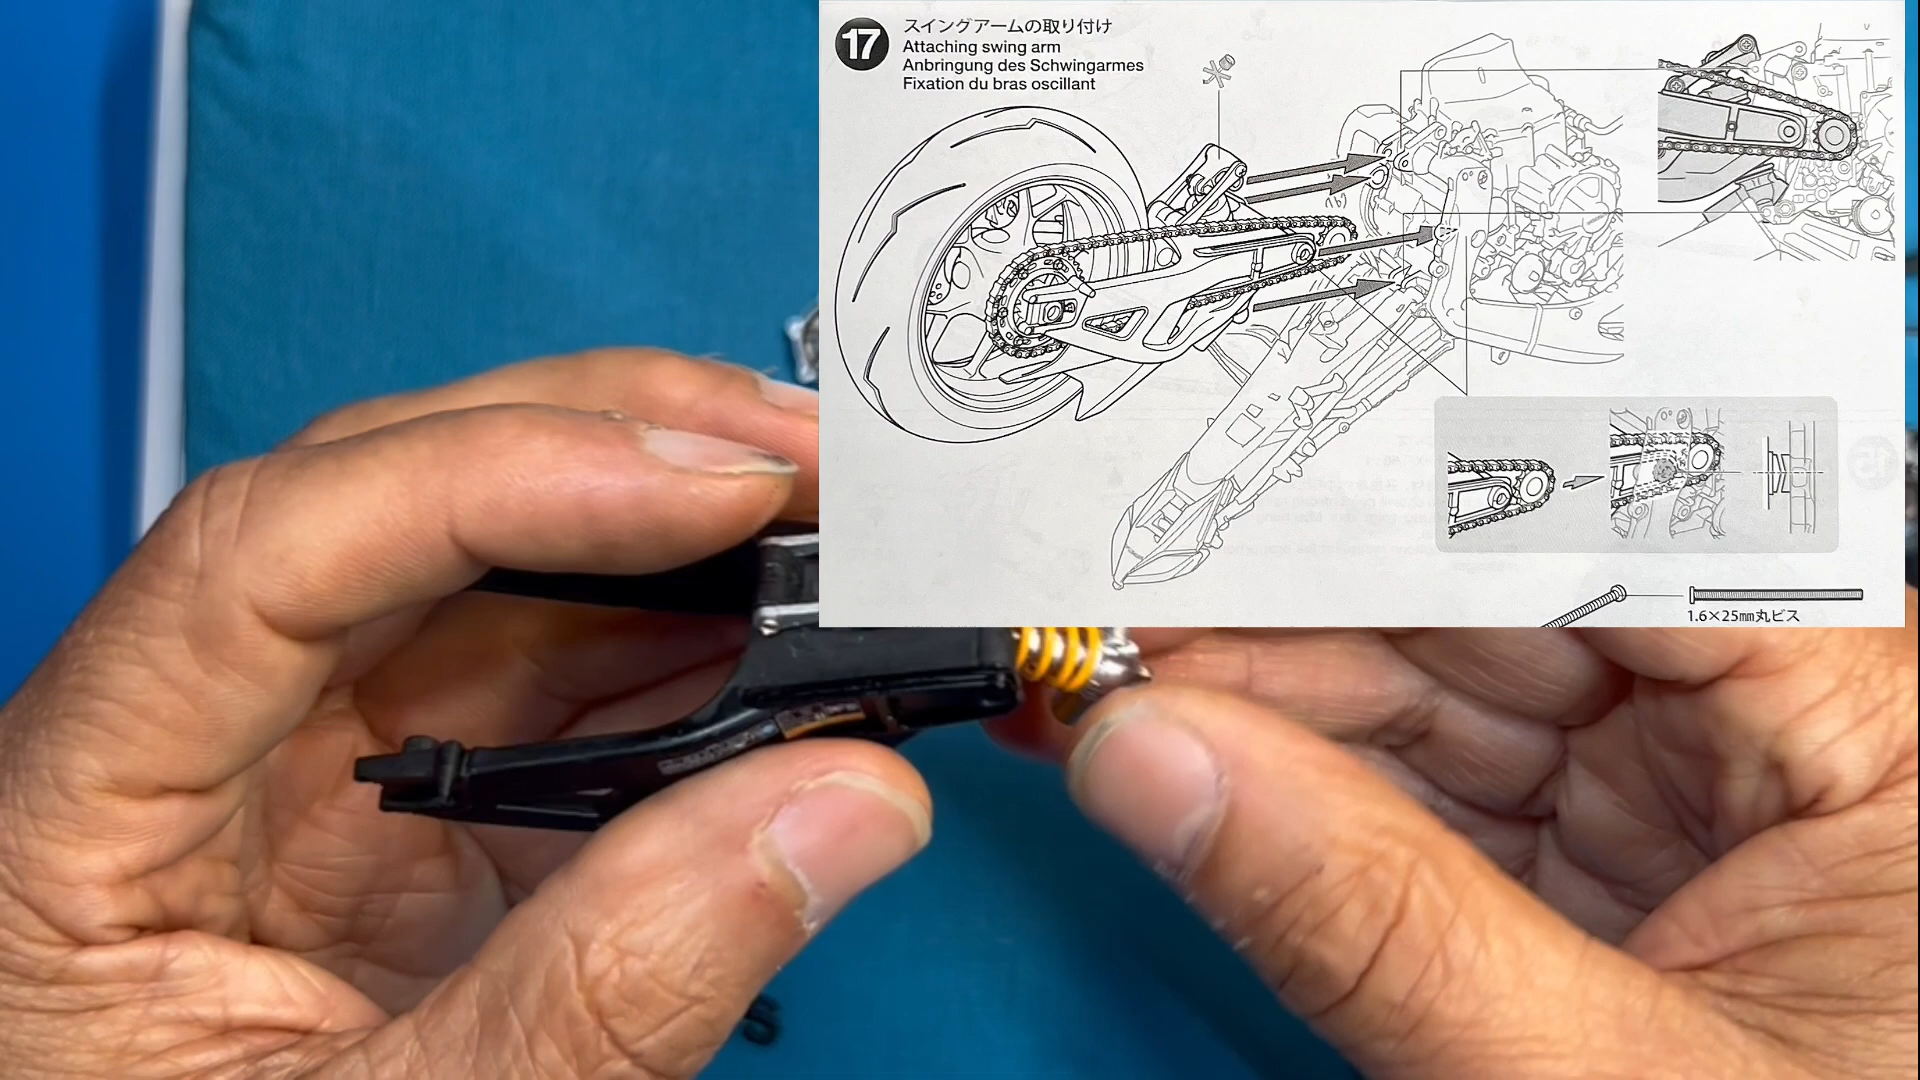 17
スイングアームの取り付け
Attaching swing arm
Anbringung des Schwingarmes
Fixation du bras oscillant
1.6×25mm丸ビス